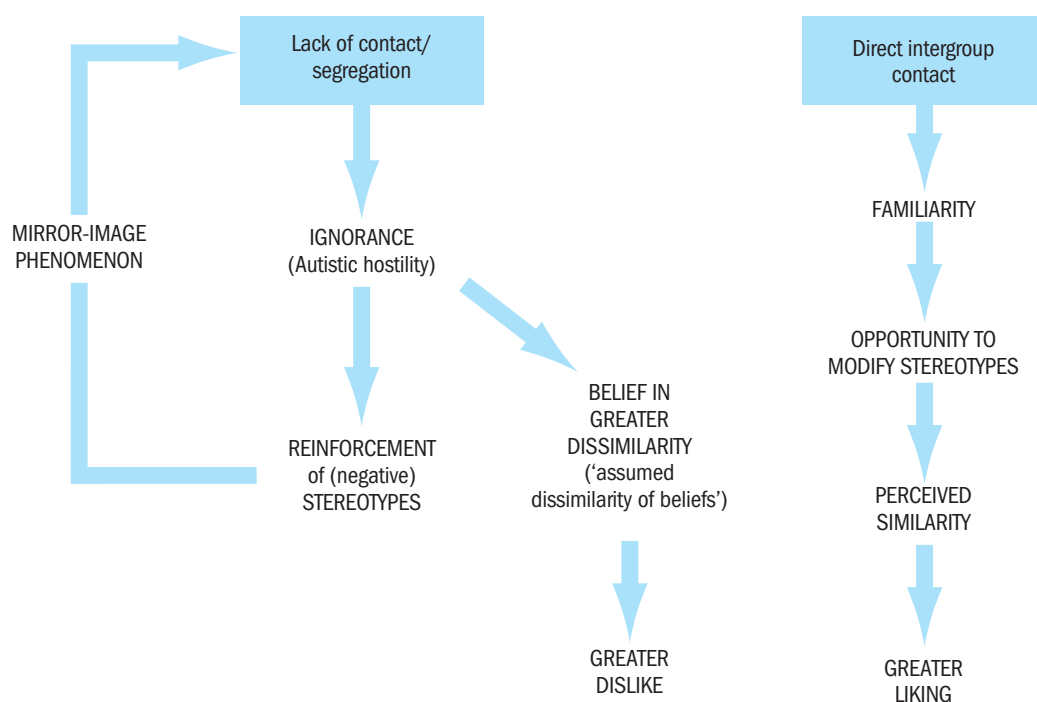 Lack of contact/
segregation
Direct intergroup
contact
MIRROR-IMAGE
PHENOMENON
IGNORANCE
(Autistic hostility)
FAMILIARITY
REINFORCEMENT
of (negative)
STEREOTYPES
BELIEF IN
GREATER
DISSIMILARITY
(‘assumed
dissimilarity of beliefs’)
OPPORTUNITY TO
MODIFY STEREOTYPES
PERCEIVED
SIMILARITY
GREATER
DISLIKE
GREATER
LIKING